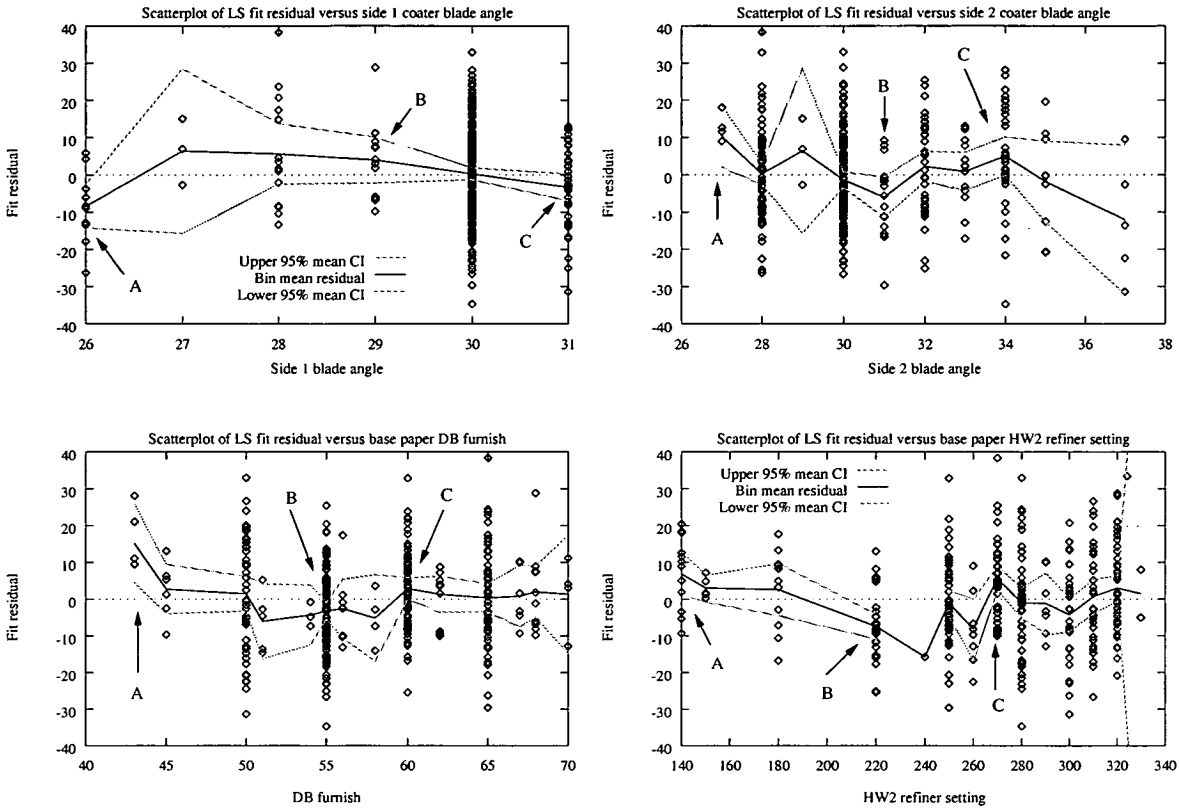 Scatterplot of LS fit residual versus side 1 coater blade angle
40
30
20
10
0
-10
-20
-30
-40
Fit residual
A
B
C
Upper 95% mean CI
Bin mean residual
Lower 95% mean CI
26 27 28 29 30 31
Side 1 blade angle
Scatterplot of LS fit residual versus side 2 coater blade angle
40
30
20
10
0
-10
-20
-30
-40
Fit residual
A
B
C
26 28 30 32 34 36 38
Side 2 blade angle
Scatterplot of LS fit residual versus base paper DB furnish
40
30
20
10
0
-10
-20
-30
-40
Fit residual
A
B
C
40 45 50 55 60 65 70
DB furnish
Scatterplot of LS fit residual versus base paper HW2 refiner setting
40
30
20
10
0
-10
-20
-30
-40
Fit residual
Upper 95% mean CI
Bin mean residual
Lower 95% mean CI
A
B
C
140 160 180 200 220 240 260 280 300 320 340
HW2 refiner setting